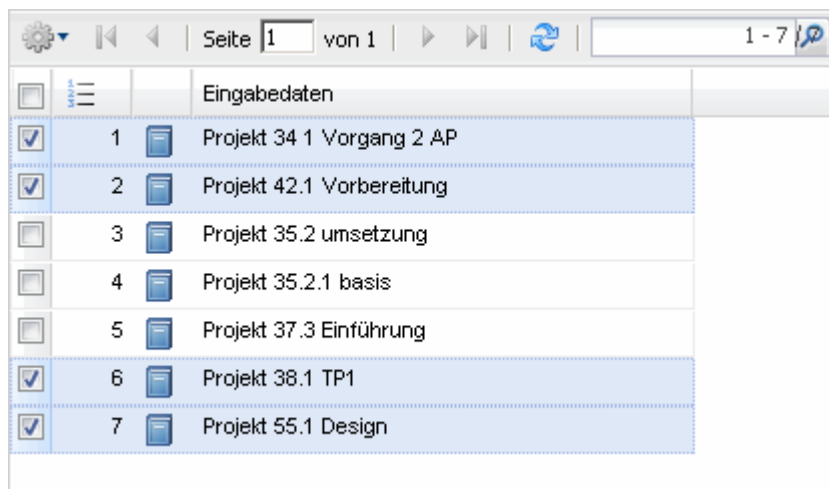 Seite 1 von 1 1 - 7
Eingabedaten
1 Projekt 34 1 Vorgang 2 AP
2 Projekt 42.1 Vorbereitung
3 Projekt 35.2 umsetzung
4 Projekt 35.2.1 basis
5 Projekt 37.3 Einführung
6 Projekt 38.1 TP1
7 Projekt 55.1 Design